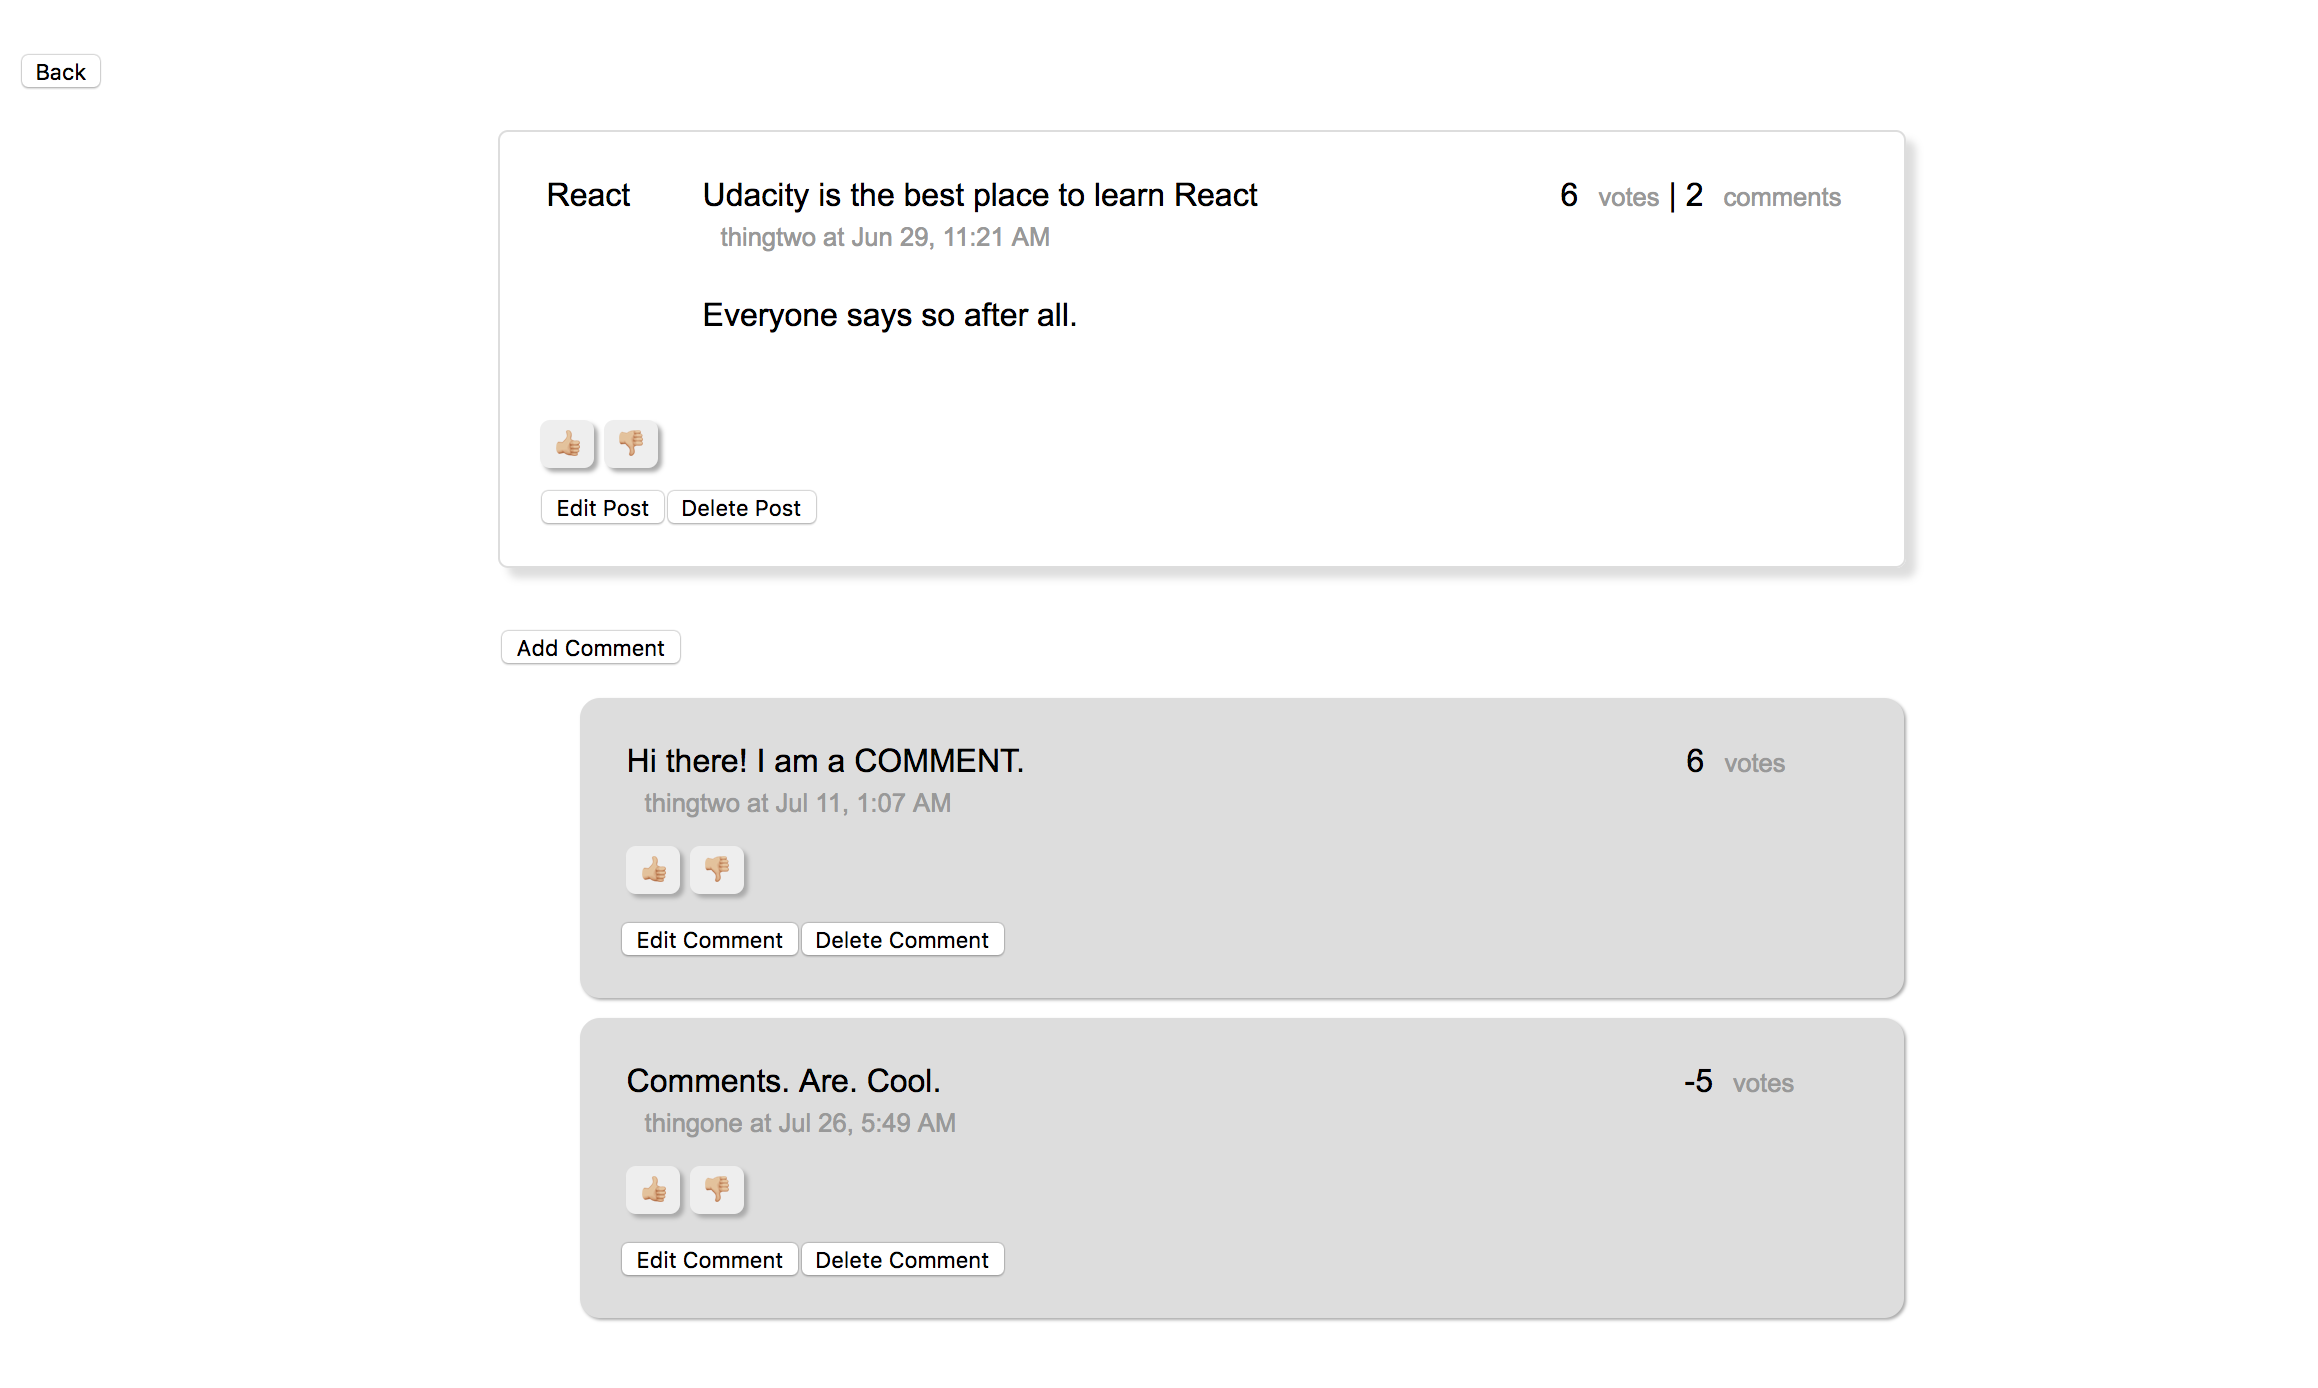 Back
React Udacity is the best place to learn React 6 votes | 2 comments
thingtwo at Jun 29, 11:21 AM
Everyone says so after all.
Edit Post Delete Post
Add Comment
Hi there! I am a COMMENT. 6 votes
thingtwo at Jul 11, 1:07 AM
Edit Comment Delete Comment
Comments. Are. Cool. -5 votes
thingone at Jul 26, 5:49 AM
Edit Comment Delete Comment